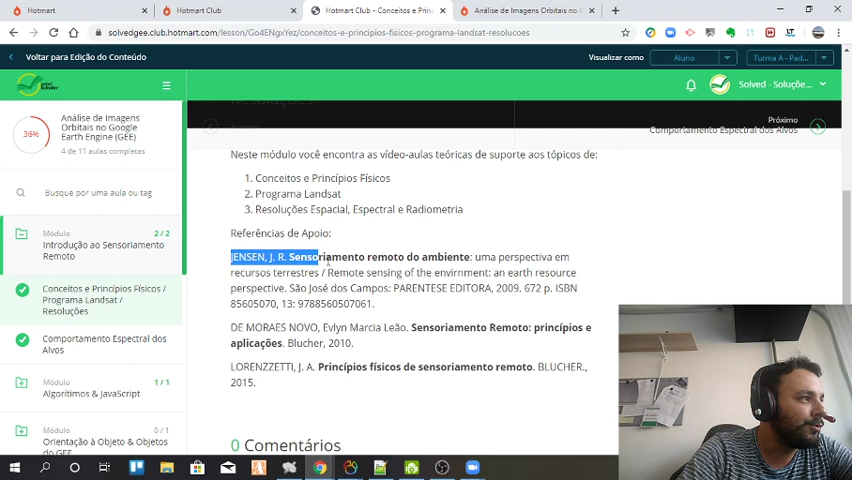 Hotmart
Hotmart Club
Hotmart Club - Conceitos e Princ
Análise de Imagens Orbitais no G
solvedgee.club.hotmart.com/lesson/Go4ENgxYez/conceitos-e-principios-fisicos-programa-landsat-resolucoes
Voltar para Edição do Conteúdo
Visualizar como
Aluno
Turma A - Pad...
Solved - Soluçõe...
36%
Análise de Imagens
Orbitais no Google
Earth Engine (GEE)
4 de 11 aulas completas
Próximo
Comportamento Espectral dos Alvos
Busque por uma aula ou tag
Módulo 2/2
Introdução ao Sensoriamento
Remoto
Conceitos e Princípios Físicos /
Programa Landsat /
Resoluções
Comportamento Espectral dos
Alvos
Módulo 1/1
Algorítimos & JavaScript
Módulo 0/1
Orientação à Objeto & Objetos
do GEE
Neste módulo você encontra as vídeo-aulas teóricas de suporte aos tópicos de:
1. Conceitos e Princípios Físicos
2. Programa Landsat
3. Resoluções Espacial, Espectral e Radiometria
Referências de Apoio:
JENSEN, J. R. Sensoriamento remoto do ambiente: uma perspectiva em
recursos terrestres / Remote sensing of the envirnment: an earth resource
perspective. São José dos Campos: PARENTESE EDITORA, 2009. 672 p. ISBN
85605070, 13: 9788560507061.
DE MORAES NOVO, Evlyn Marcia Leão. Sensoriamento Remoto: princípios e
aplicações. Blucher, 2010.
LORENZZETTI, J. A. Princípios físicos de sensoriamento remoto. BLUCHER.,
2015.
0 Comentários